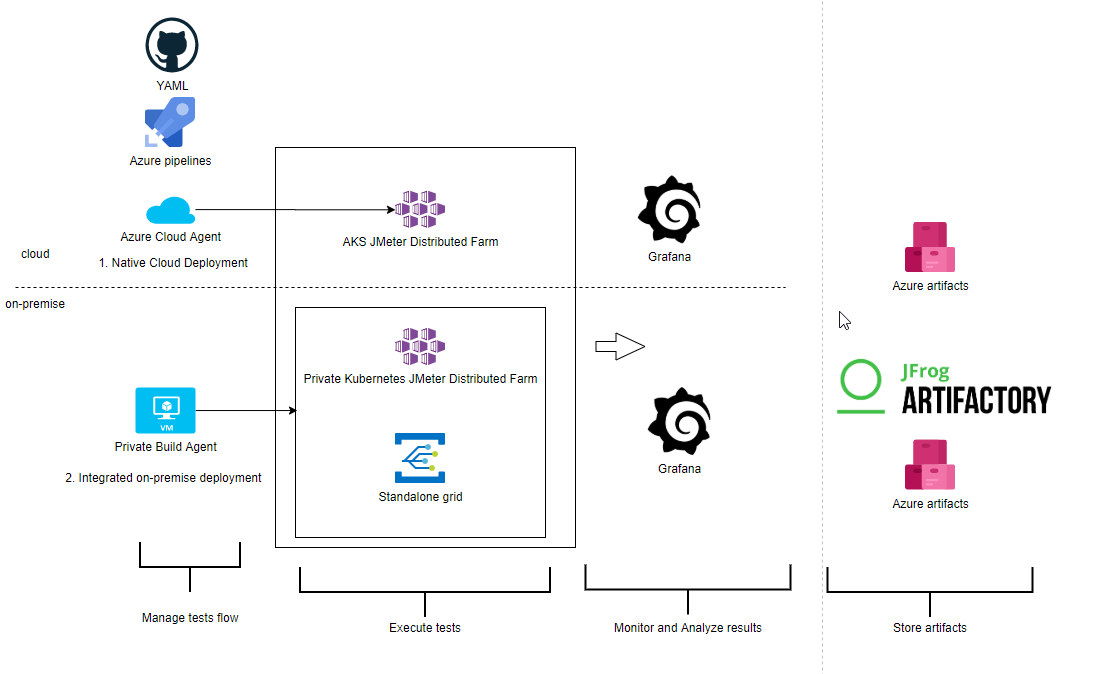 YAML
Azure pipelines
Azure Cloud Agent
1. Native Cloud Deployment
cloud
on-premise
AKS JMeter Distributed Farm
Grafana
Azure artifacts
Private Kubernetes JMeter Distributed Farm
VM
Private Build Agent
2. Integrated on-premise deployment
Standalone grid
Grafana
JFrog
ARTIFACTORY
Azure artifacts
Manage tests flow
Execute tests
Monitor and Analyze results
Store artifacts